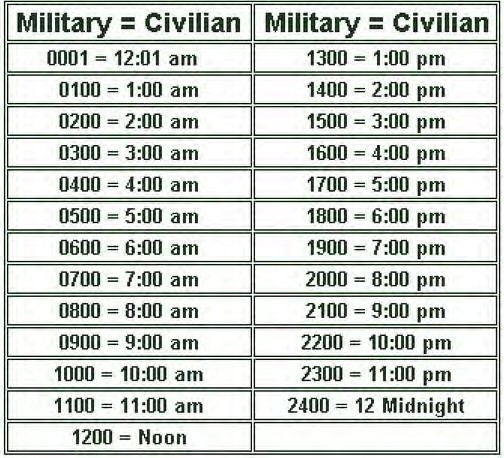 Military = Civilian Military = Civilian
0001 = 12:01 am 1300 = 1:00 pm
0100 = 1:00 am 1400 = 2:00 pm
0200 = 2:00 am 1500 = 3:00 pm
0300 = 3:00 am 1600 = 4:00 pm
0400 = 4:00 am 1700 = 5:00 pm
0500 = 5:00 am 1800 = 6:00 pm
0600 = 6:00 am 1900 = 7:00 pm
0700 = 7:00 am 2000 = 8:00 pm
0800 = 8:00 am 2100 = 9:00 pm
0900 = 9:00 am 2200 = 10:00 pm
1000 = 10:00 am 2300 = 11:00 pm
1100 = 11:00 am 2400 = 12 Midnight
1200 = Noon